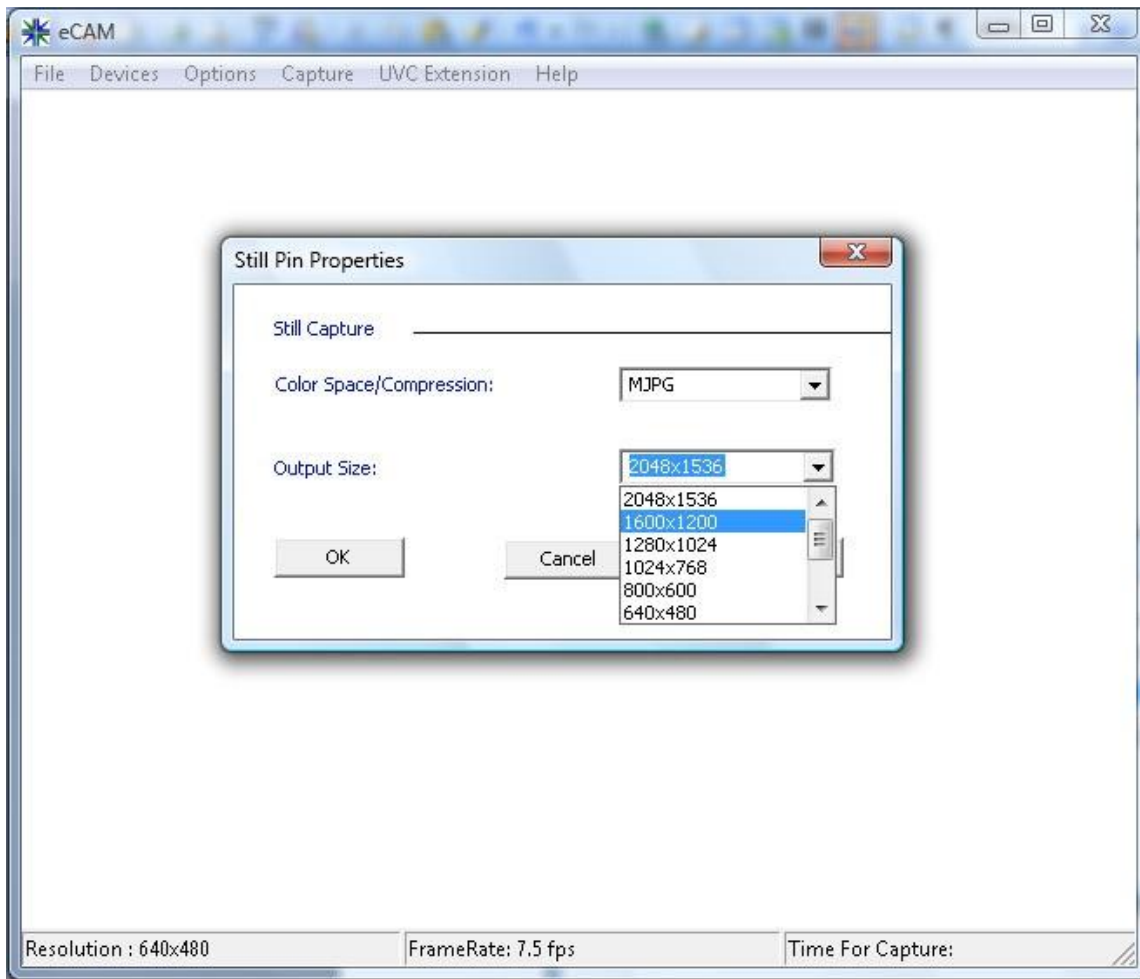 eCAM
File Devices Options Capture UVC Extension Help
Still Pin Properties
Still Capture
Color Space/Compression: MJPG
Output Size: 2048x1536
2048x1536
1600x1200
1280x1024
1024x768
800x600
640x480
OK Cancel
Resolution : 640x480 FrameRate: 7.5 fps Time For Capture: